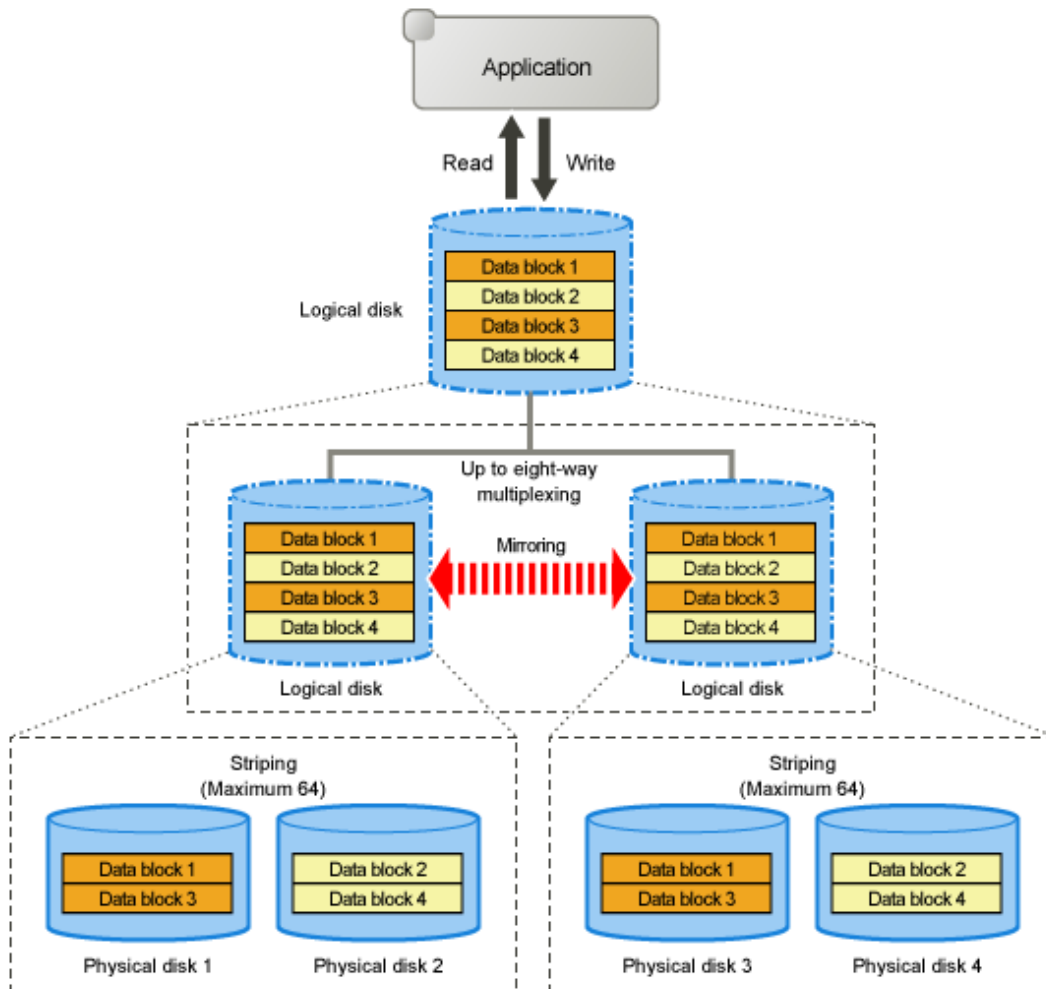 Application
Read
Write
Data block 1
Data block 2
Logical disk
Data block 3
Data block 4
Up to eight-way
multiplexing
Data block 1
Data block 2
Data block 3
Data block 4
Mirroring
Data block 1
Data block 2
Data block 3
Data block 4
Logical disk
Logical disk
Striping
(Maximum 64)
Data block 1
Data block 3
Data block 2
Data block 4
Physical disk 1
Physical disk 2
Striping
(Maximum 64)
Data block 1
Data block 3
Data block 2
Data block 4
Physical disk 3
Physical disk 4